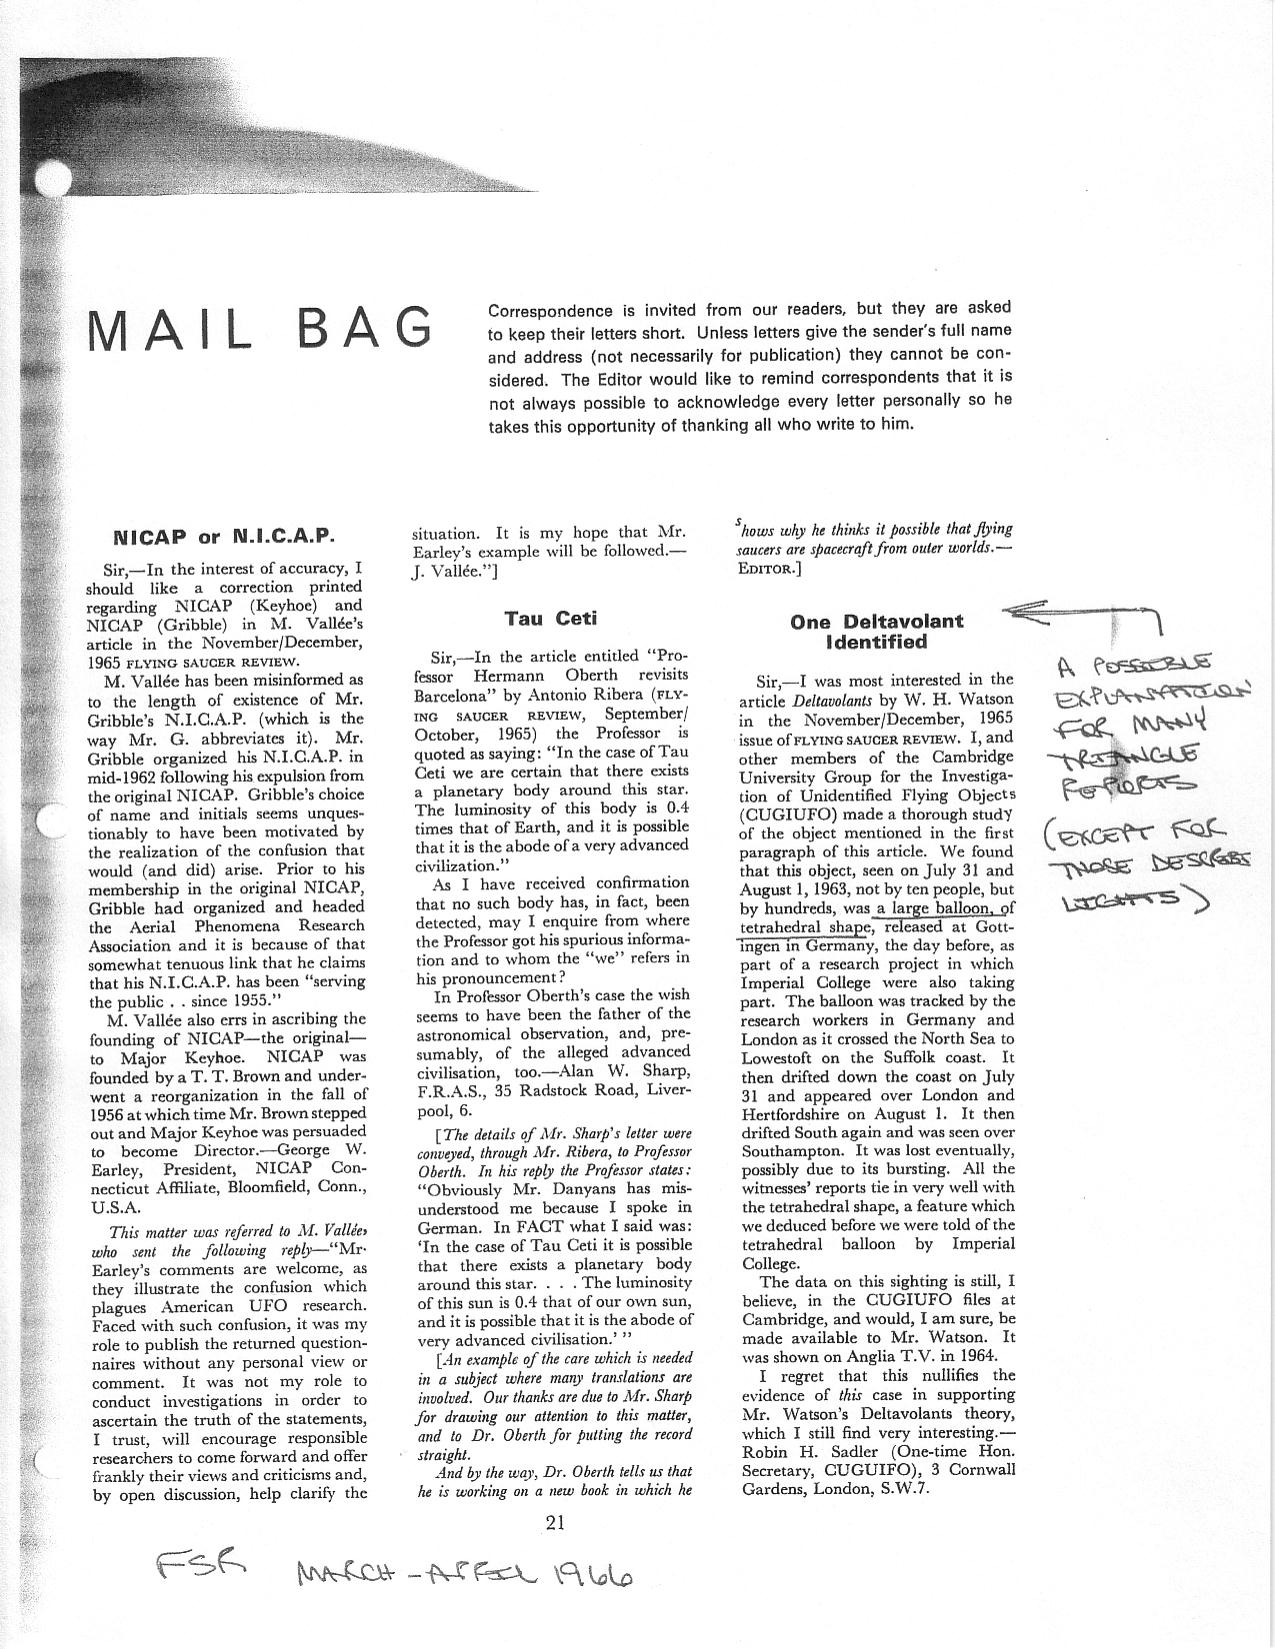 MAIL BAG
Correspondence is invited from our readers, but they are asked
to keep their letters short. Unless letters give the sender's full name
and address (not necessarily for publication) they cannot be con-
sidered. The Editor would like to remind correspondents that it is
not always possible to acknowledge every letter personally so he
takes this opportunity of thanking all who write to him.
NICAP or N.I.C.A.P.
Sir,—In the interest of accuracy, I
should like a correction printed
regarding NICAP (Keyhoe) and
NICAP (Gribble) in M. Vallée's
article in the November/December,
1965 FLYING SAUCER REVIEW.
M. Vallée has been misinformed as
to the length of existence of Mr.
Gribble's N.I.C.A.P. (which is the
way Mr. G. abbreviates it). Mr.
Gribble organized his N.I.C.A.P. in
mid-1962 following his expulsion from
the original NICAP. Gribble's choice
of name and initials seems unques-
tionably to have been motivated by
the realization of the confusion that
would (and did) arise. Prior to his
membership in the original NICAP,
Gribble had organized and headed
the Aerial Phenomena Research
Association and it is because of that
somewhat tenuous link that he claims
that his N.I.C.A.P. has been "serving
the public . . since 1955."
M. Vallée also errs in ascribing the
founding of NICAP—the original—
to Major Keyhoe. NICAP was
founded by a T. T. Brown and under-
went a reorganization in the fall of
1956 at which time Mr. Brown stepped
out and Major Keyhoe was persuaded
to become Director.—George W.
Earley, President, NICAP Con-
necticut Affiliate, Bloomfield, Conn.,
U.S.A.
This matter was referred to M. Vallée,
who sent the following reply—"Mr.
Earley's comments are welcome, as
they illustrate the confusion which
plagues American UFO research.
Faced with such confusion, it was my
role to publish the returned question-
naires without any personal view or
comment. It was not my role to
conduct investigations in order to
ascertain the truth of the statements,
I trust, will encourage responsible
researchers to come forward and offer
frankly their views and criticisms and,
by open discussion, help clarify the
situation. It is my hope that Mr.
Earley's example will be followed.—
J. Vallée."]
Tau Ceti
Sir,—In the article entitled "Pro-
fessor Hermann Oberth revisits
Barcelona" by Antonio Ribera (FLY-
ING SAUCER REVIEW, September/
October, 1965) the Professor is
quoted as saying: "In the case of Tau
Ceti we are certain that there exists
a planetary body around this star.
The luminosity of this body is 0.4
times that of Earth, and it is possible
that it is the abode of a very advanced
civilization."
As I have received confirmation
that no such body has, in fact, been
detected, may I enquire from where
the Professor got his spurious informa-
tion and to whom the "we" refers in
his pronouncement?
In Professor Oberth's case the wish
seems to have been the father of the
astronomical observation, and, pre-
sumably, of the alleged advanced
civilisation, too.—Alan W. Sharp,
F.R.A.S., 35 Radstock Road, Liver-
pool, 6.
[The details of Mr. Sharp's letter were
conveyed, through Mr. Ribera, to Professor
Oberth. In his reply the Professor states:
"Obviously Mr. Danyans has mis-
understood me because I spoke in
German. In FACT what I said was:
'In the case of Tau Ceti it is possible
that there exists a planetary body
around this star. . . . The luminosity
of this sun is 0.4 that of our own sun,
and it is possible that it is the abode of
very advanced civilisation.' "
[An example of the care which is needed
in a subject where many translations are
involved. Our thanks are due to Mr. Sharp
for drawing our attention to this matter,
and to Dr. Oberth for putting the record
straight.
And by the way, Dr. Oberth tells us that
he is working on a new book in which he
shows why he thinks it possible that flying
saucers are spacecraft from outer worlds.—
EDITOR.]
One Deltavolant
Identified
Sir,—I was most interested in the
article Deltavolants by W. H. Watson
in the November/December, 1965
issue of FLYING SAUCER REVIEW. I, and
other members of the Cambridge
University Group for the Investiga-
tion of Unidentified Flying Objects
(CUGIUFO) made a thorough study
of the object mentioned in the first
paragraph of this article. We found
that this object, seen on July 31 and
August 1, 1963, not by ten people, but
by hundreds, was a large balloon, of
tetrahedral shape, released at Gott-
ingen in Germany, the day before, as
part of a research project in which
Imperial College were also taking
part. The balloon was tracked by the
research workers in Germany and
London as it crossed the North Sea to
Lowestoft on the Suffolk coast. It
then drifted down the coast on July
31 and appeared over London and
Hertfordshire on August 1. It then
drifted South again and was seen over
Southampton. It was lost eventually,
possibly due to its bursting. All the
witnesses' reports tie in very well with
the tetrahedral shape, a feature which
we deduced before we were told of the
tetrahedral balloon by Imperial
College.
The data on this sighting is still, I
believe, in the CUGIUFO files at
Cambridge, and would, I am sure, be
made available to Mr. Watson. It
was shown on Anglia T.V. in 1964.
I regret that this nullifies the
evidence of this case in supporting
Mr. Watson's Deltavolants theory,
which I still find very interesting.—
Robin H. Sadler (One-time Hon.
Secretary, CUGUIFO), 3 Cornwall
Gardens, London, S.W.7.
A POSSIBLE
EXPLANATION
FOR MANY
TRIANGLE
REPORTS
(EXCEPT FOR
THOSE
LIGHTS)
21
FSR MARCH - APRIL 1966